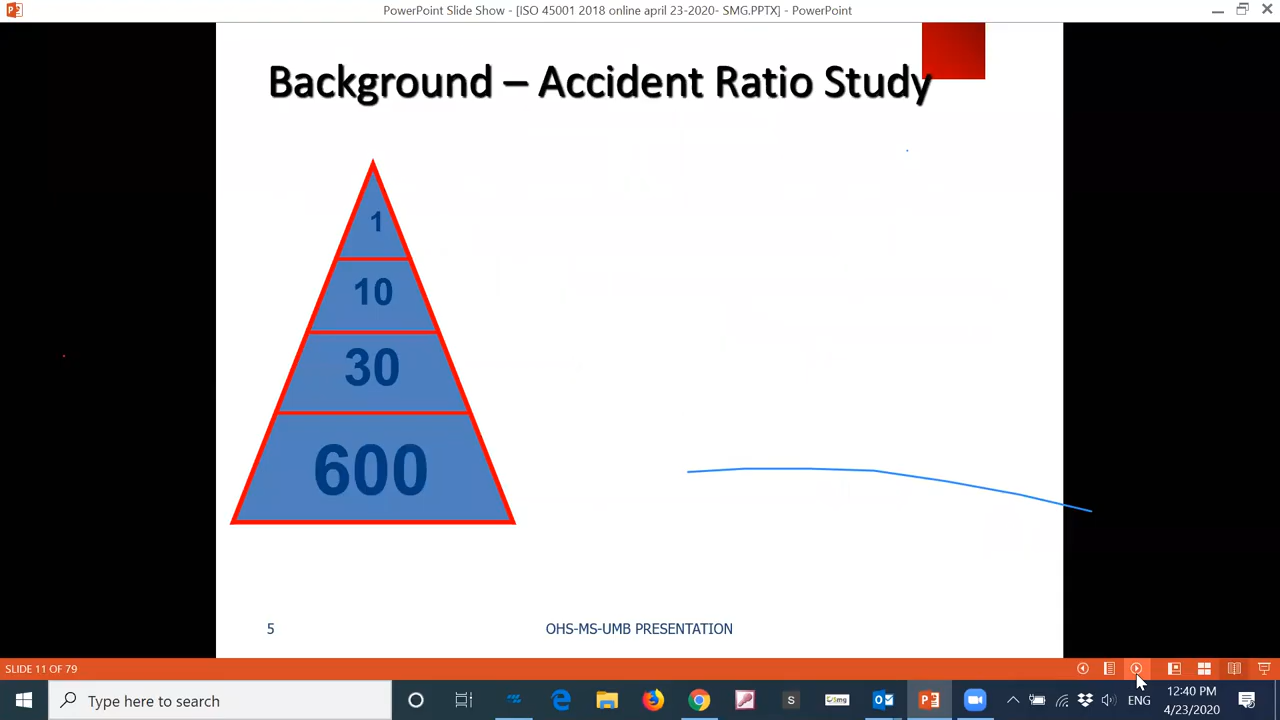 PowerPoint Slide Show - [ISO 45001 2018 online april 23-2020- SMG.PPTX] - PowerPoint
Background – Accident Ratio Study
1
10
30
600
5
OHS-MS-UMB PRESENTATION
SLIDE 11 OF 79
Type here to search
S
ENG
12:40 PM
4/23/2020